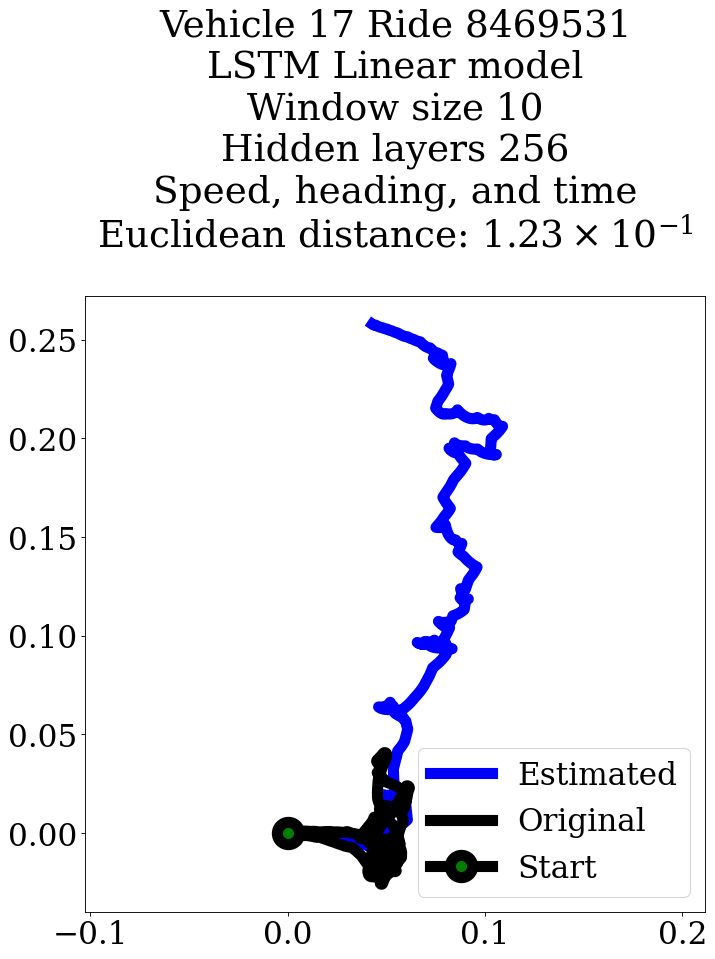 Vehicle 17 Ride 8469531
LSTM Linear model
Window size 10
Hidden layers 256
Speed, heading, and time
Euclidean distance: 1.23 × 10⁻¹
0.25
0.20
0.15
0.10
0.05
0.00
Estimated
Original
Start
−0.1
0.0
0.1
0.2